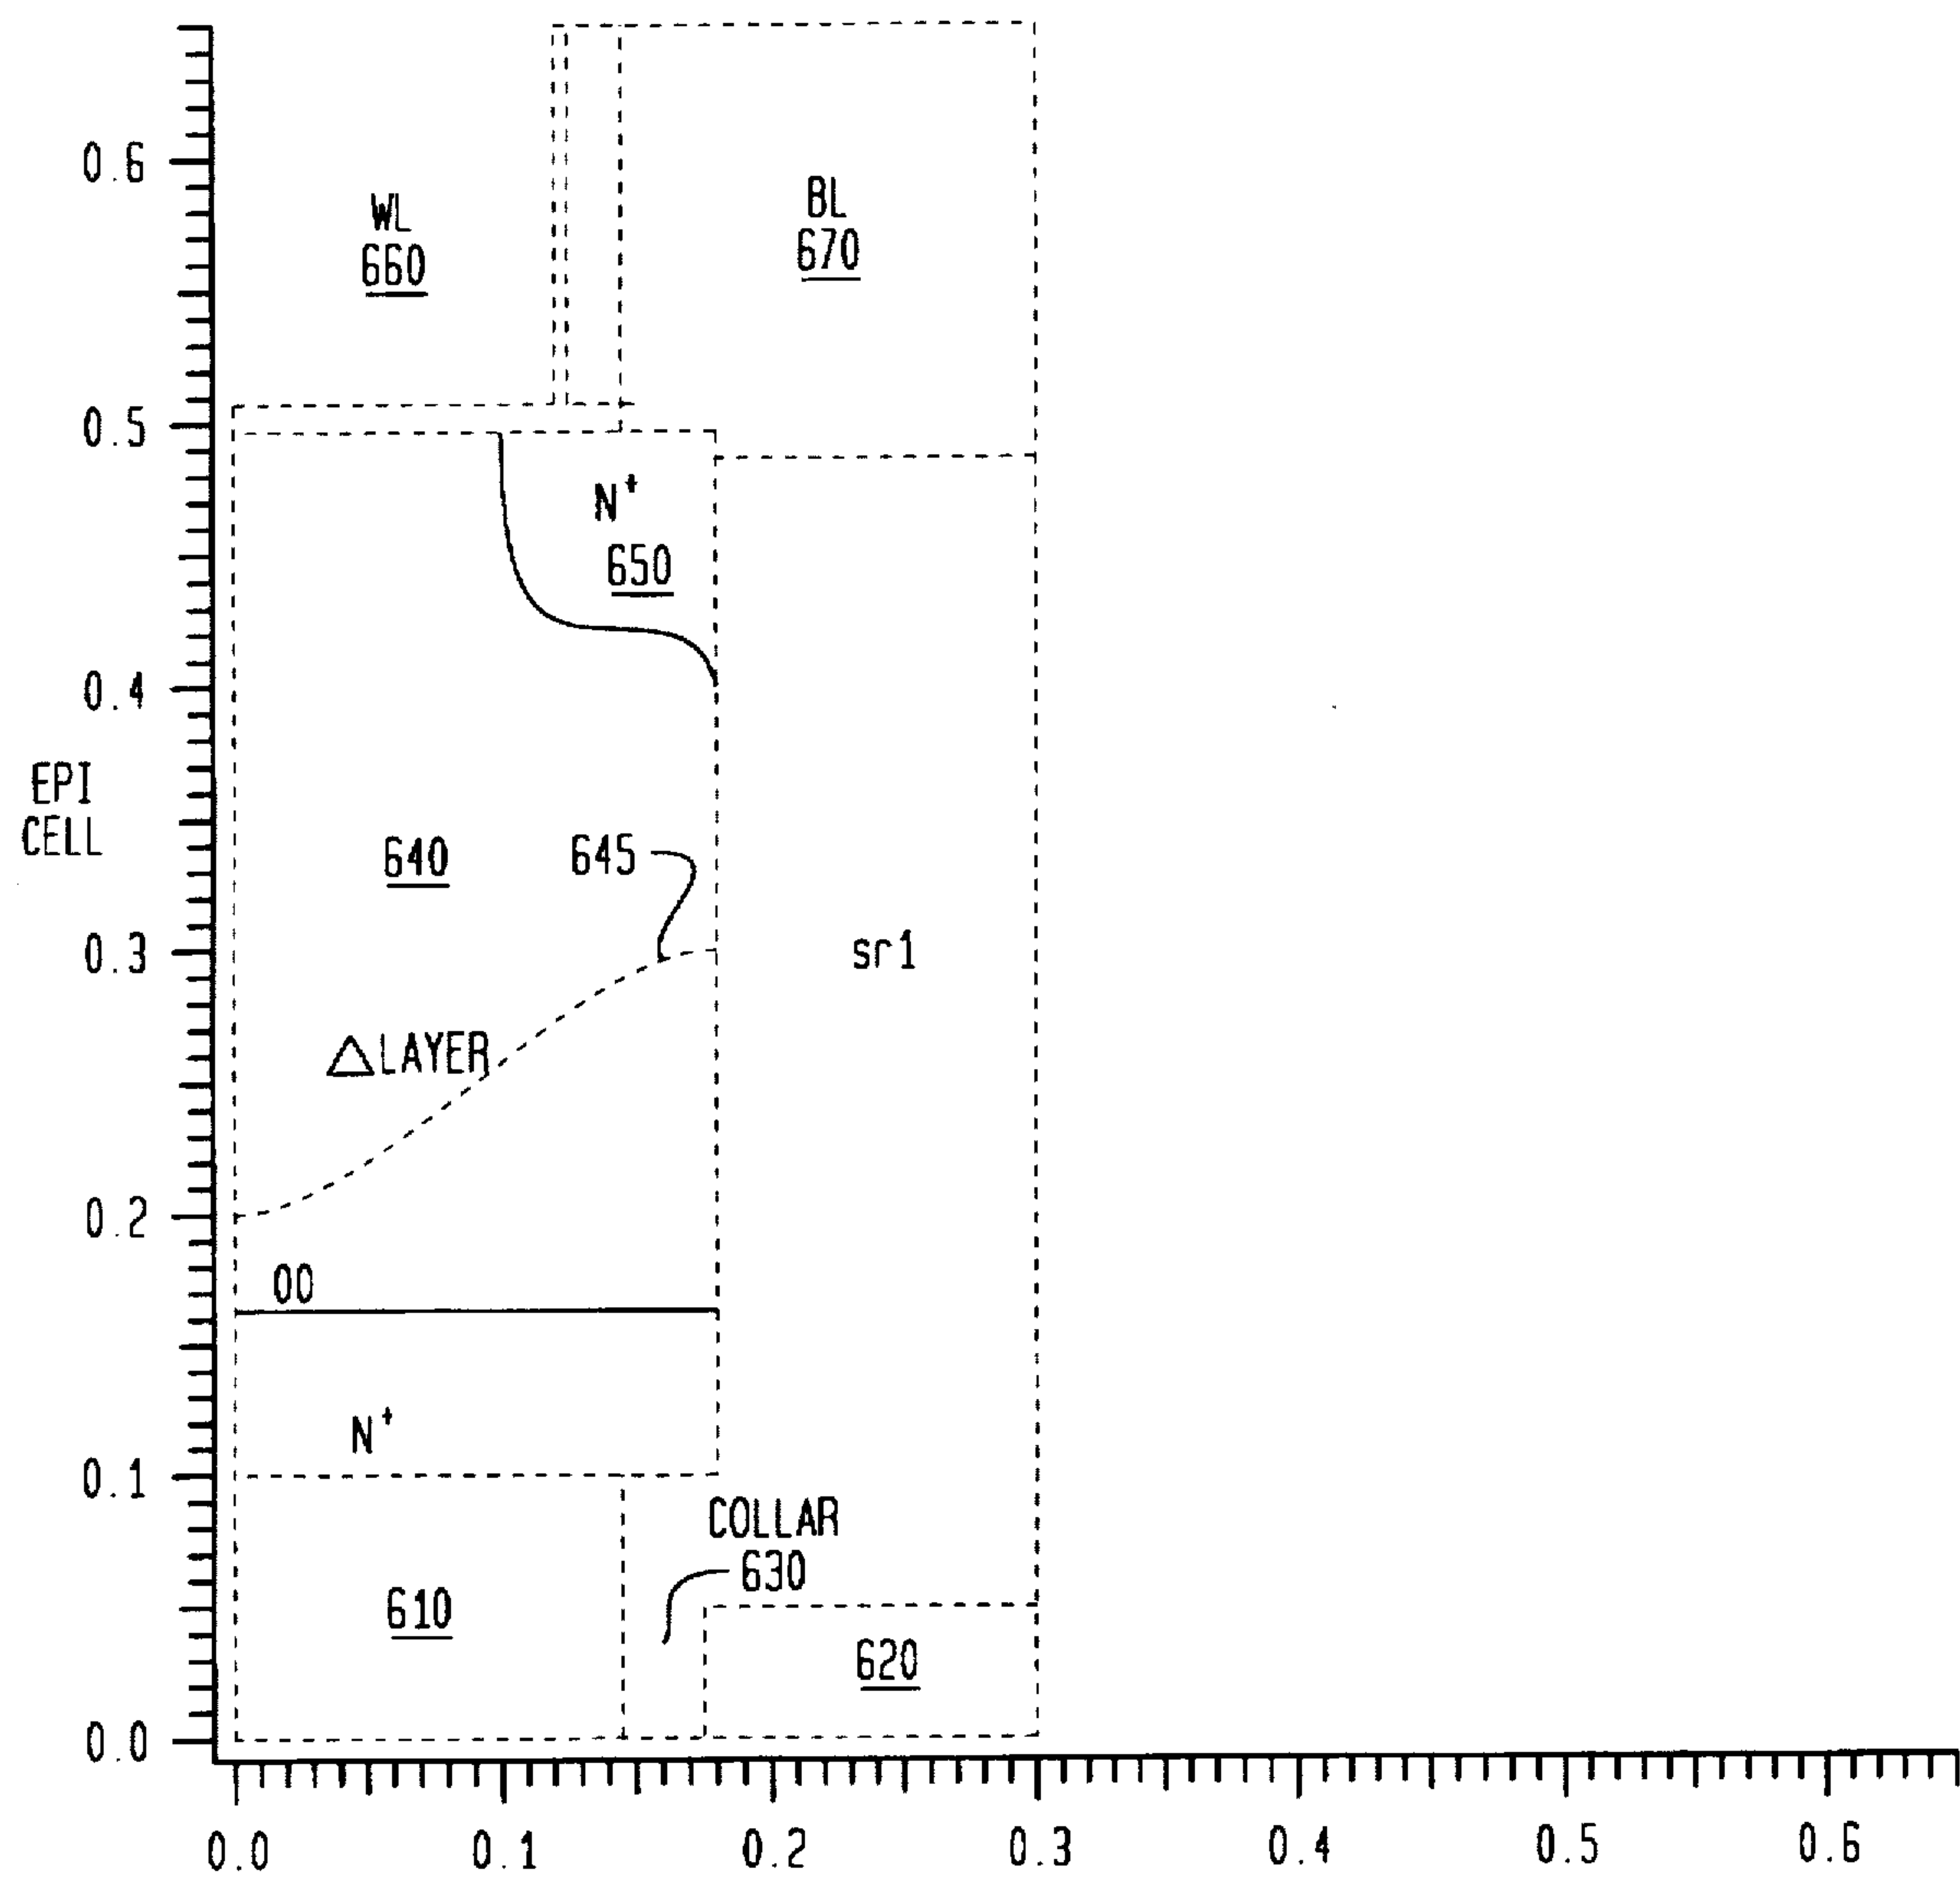 0.6
WL
660
BL
670
0.5
N+
650
0.4
EPI
CELL
640
645
0.3
sr1
△LAYER
0.2
00
N+
0.1
COLLAR
630
610
620
0.0
0.0 0.1 0.2 0.3 0.4 0.5 0.6